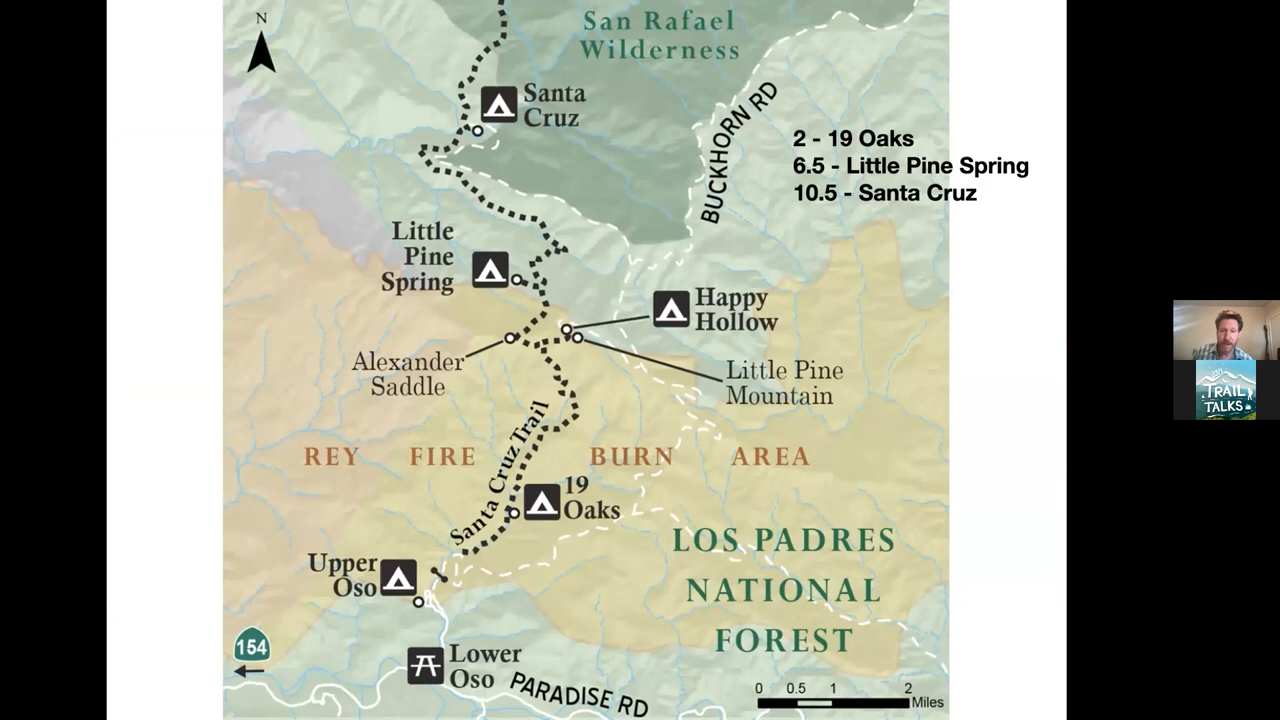 N
San Rafael
Wilderness
Santa
Cruz
BUCKHORN RD
2 - 19 Oaks
6.5 - Little Pine Spring
10.5 - Santa Cruz
Little
Pine
Spring
Happy
Hollow
Alexander
Saddle
Little Pine
Mountain
Santa Cruz Trail
REY FIRE BURN AREA
19
Oaks
LOS PADRES
NATIONAL
FOREST
Upper
Oso
154
Lower
Oso
PARADISE RD
0 0.5 1 2
Miles
TRAIL
TALKS